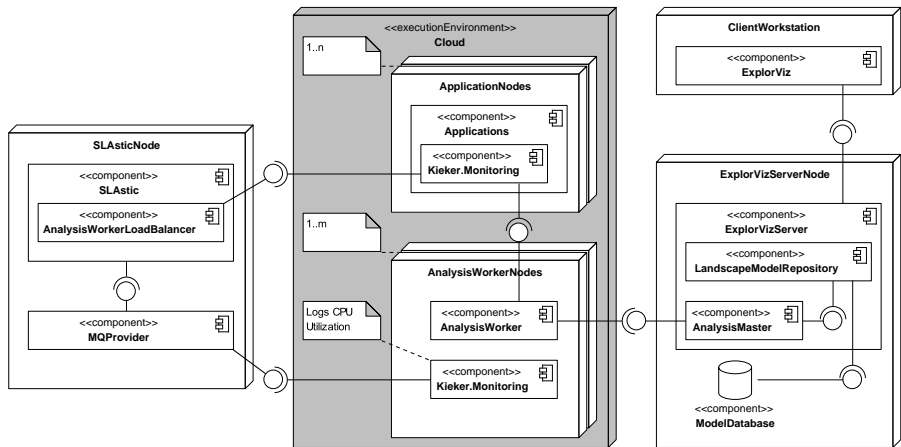 <<executionEnvironment>>
Cloud
1..n
ApplicationNodes
<<component>>
Applications
<<component>>
Kieker.Monitoring
1..m
AnalysisWorkerNodes
Logs CPU
Utilization
<<component>>
AnalysisWorker
<<component>>
Kieker.Monitoring
SLAsticNode
<<component>>
SLAstic
<<component>>
AnalysisWorkerLoadBalancer
<<component>>
MQProvider
ClientWorkstation
<<component>>
ExplorViz
ExplorVizServerNode
<<component>>
ExplorVizServer
<<component>>
LandscapeModelRepository
<<component>>
AnalysisMaster
<<component>>
ModelDatabase